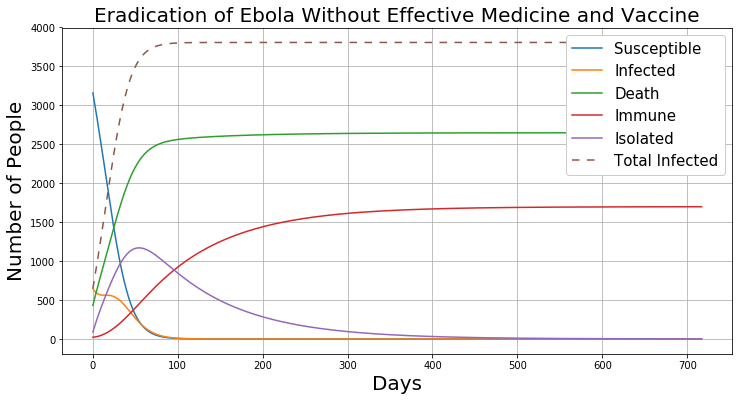 Eradication of Ebola Without Effective Medicine and Vaccine
Number of People
4000
3500
3000
2500
2000
1500
1000
500
0
Susceptible
Infected
Death
Immune
Isolated
Total Infected
0 100 200 300 400 500 600 700
Days